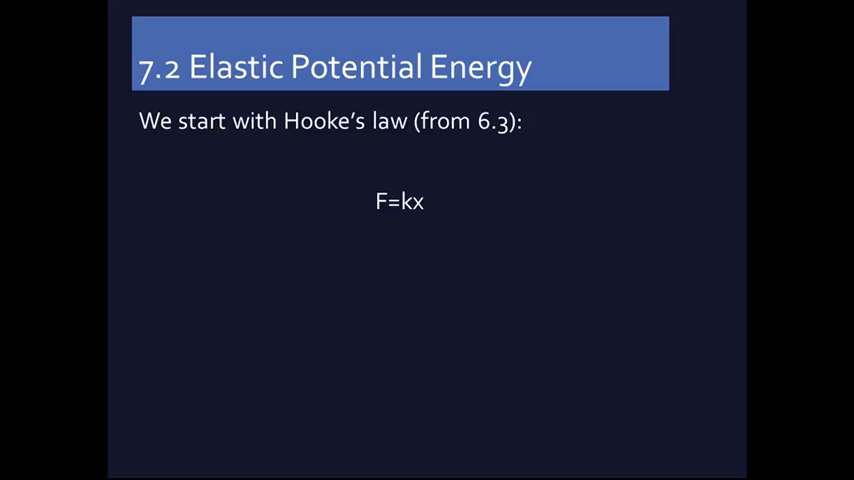 7.2 Elastic Potential Energy
We start with Hooke’s law (from 6.3):
F=kx